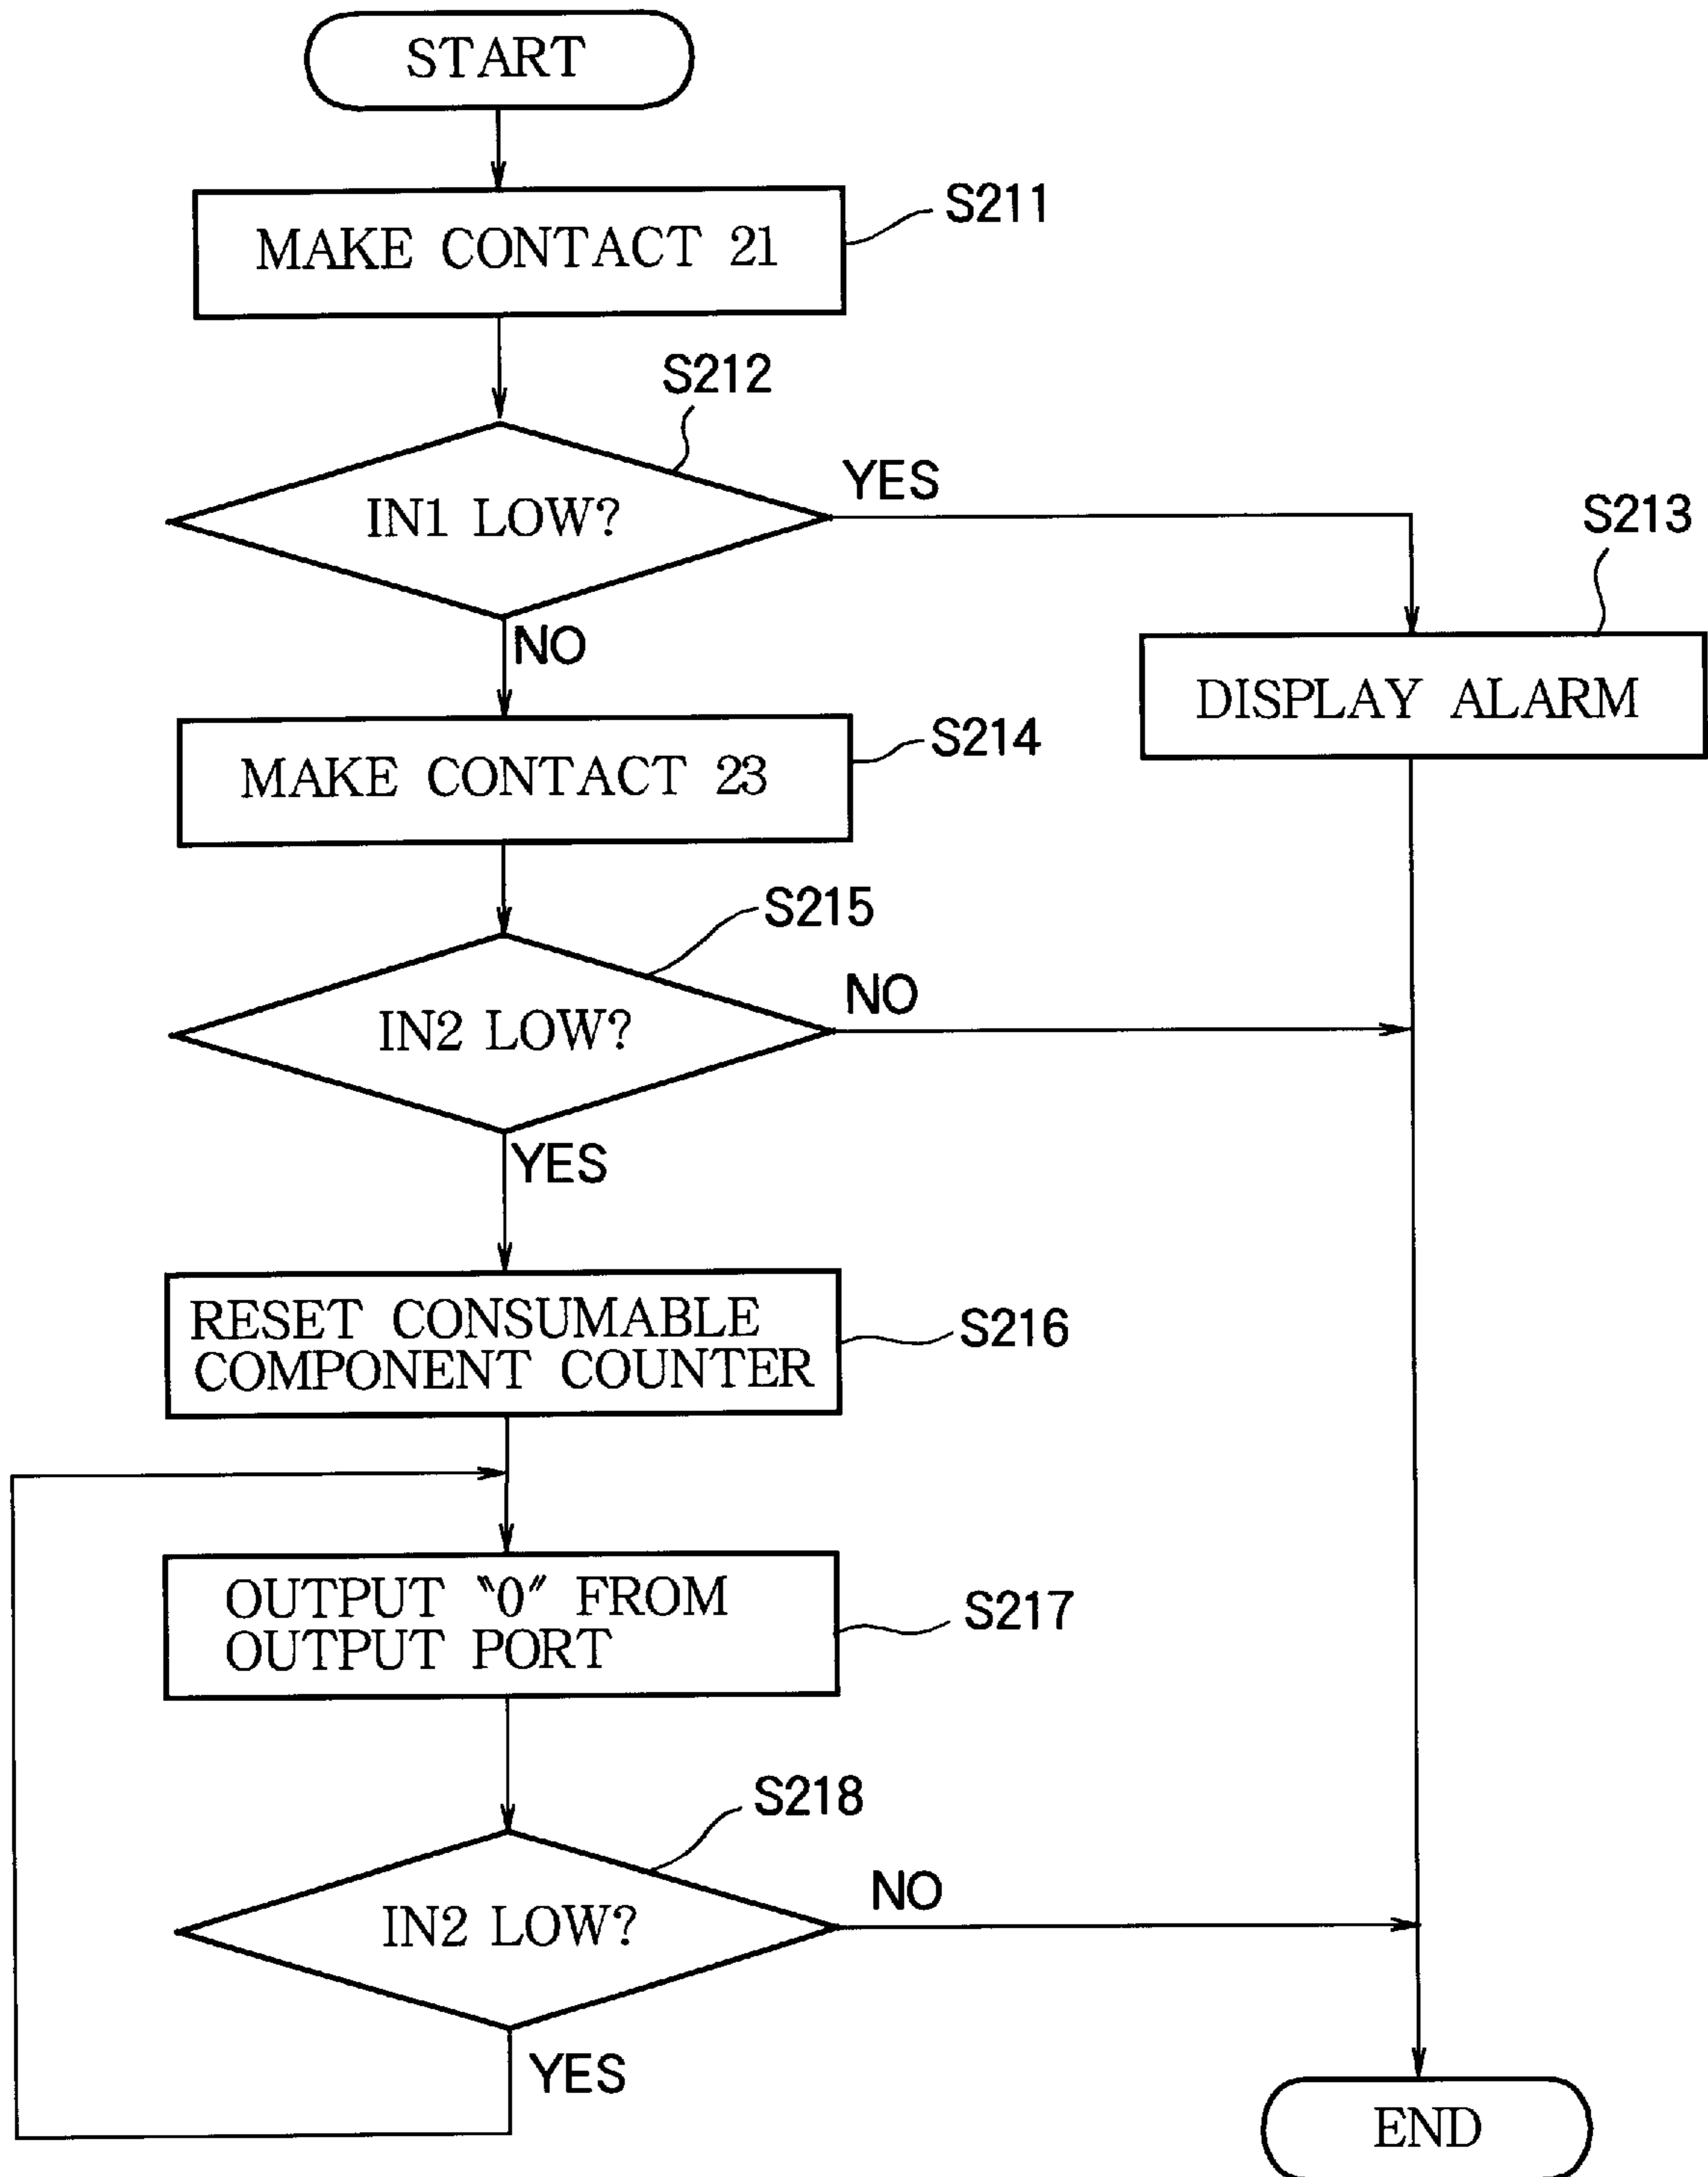 START
MAKE CONTACT 21
S211
S212
IN1 LOW?
YES
S213
NO
DISPLAY ALARM
MAKE CONTACT 23
S214
S215
IN2 LOW?
NO
YES
RESET CONSUMABLE
COMPONENT COUNTER
S216
OUTPUT "0" FROM
OUTPUT PORT
S217
S218
IN2 LOW?
NO
YES
END